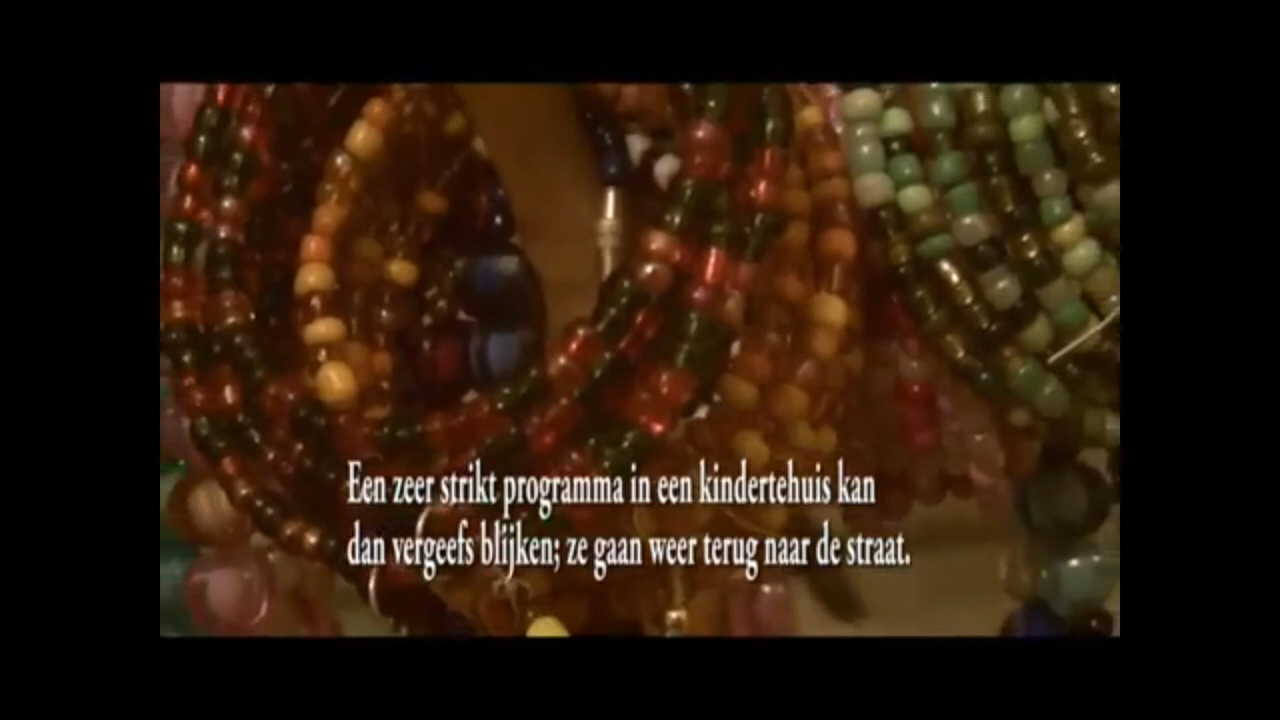 Een zeer strikt programma in een kindertehuis kan
dan vergeefs blijken; ze gaan weer terug naar de straat.